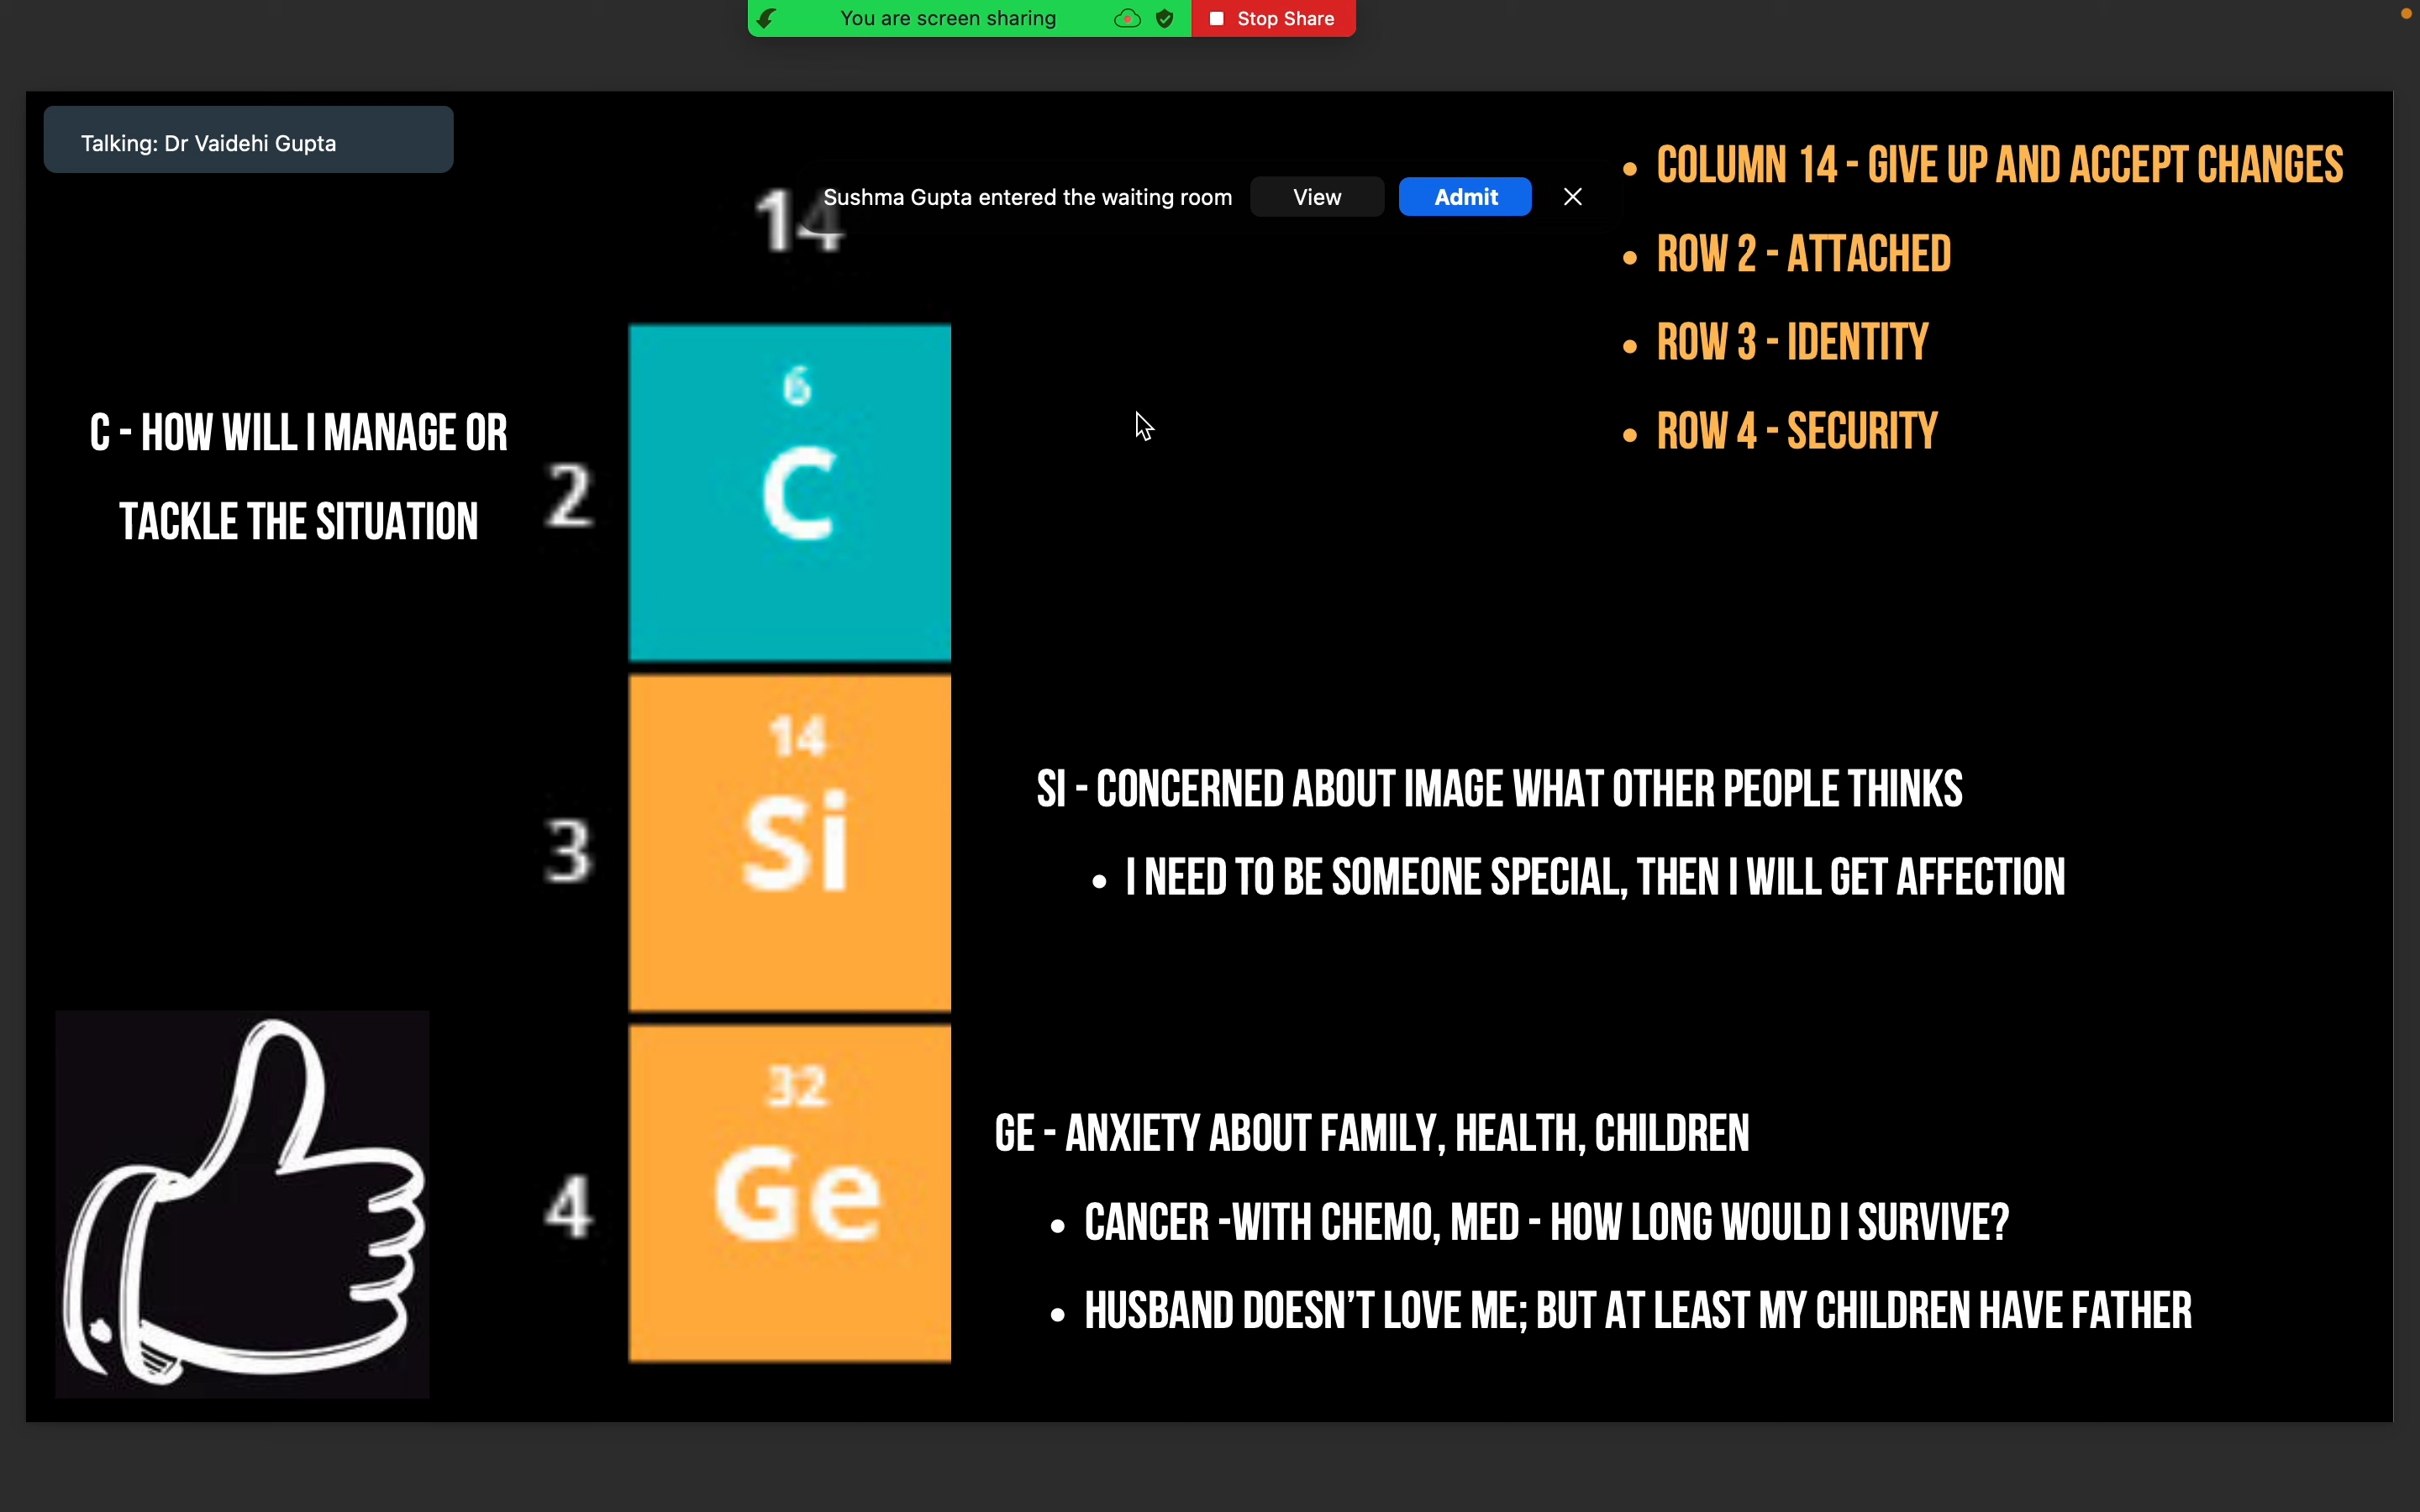 You are screen sharing
Stop Share
Talking: Dr Vaidehi Gupta
Sushma Gupta entered the waiting room
View
Admit
14
• COLUMN 14 - GIVE UP AND ACCEPT CHANGES
• ROW 2 - ATTACHED
• ROW 3 - IDENTITY
• ROW 4 - SECURITY
C - HOW WILL I MANAGE OR
TACKLE THE SITUATION
2
6
C
3
14
Si
SI - CONCERNED ABOUT IMAGE WHAT OTHER PEOPLE THINKS
• I NEED TO BE SOMEONE SPECIAL, THEN I WILL GET AFFECTION
4
32
Ge
GE - ANXIETY ABOUT FAMILY, HEALTH, CHILDREN
• CANCER -WITH CHEMO, MED - HOW LONG WOULD I SURVIVE?
• HUSBAND DOESN'T LOVE ME; BUT AT LEAST MY CHILDREN HAVE FATHER